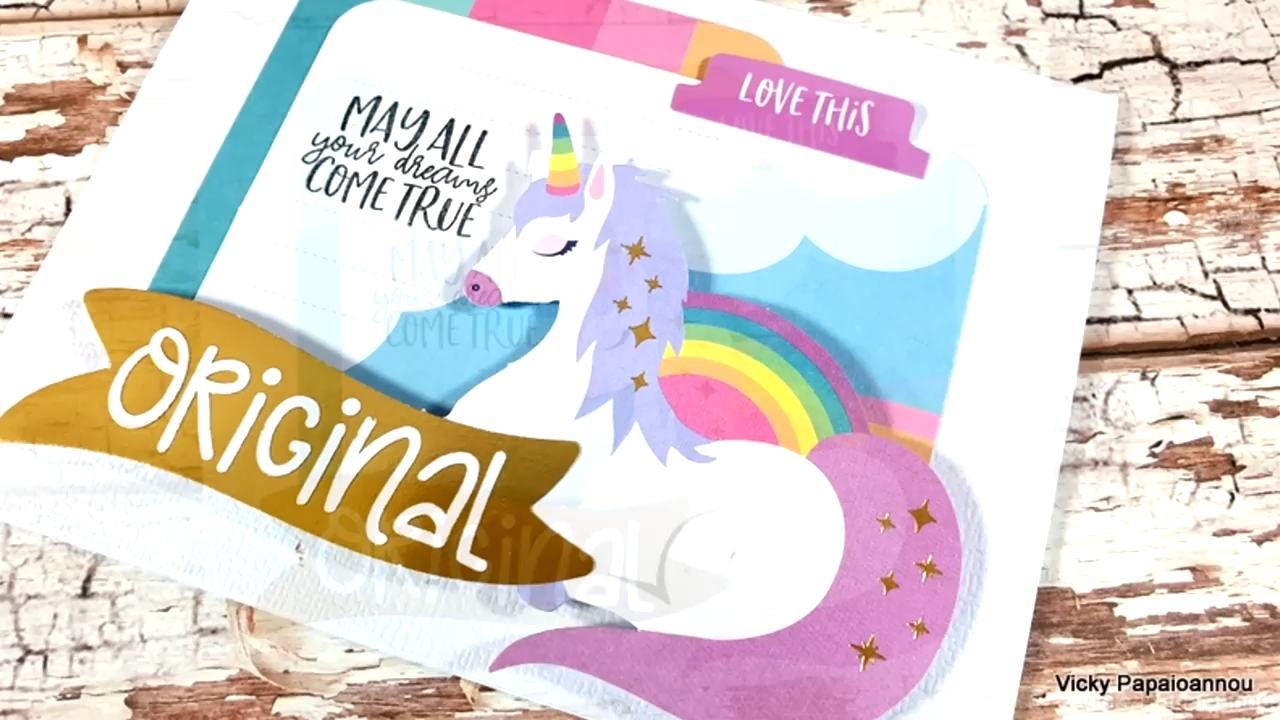 LOVE THiS
MAY ALL
your dreams
COME TRUE
ORiGiNAL
Vicky Papaioannou